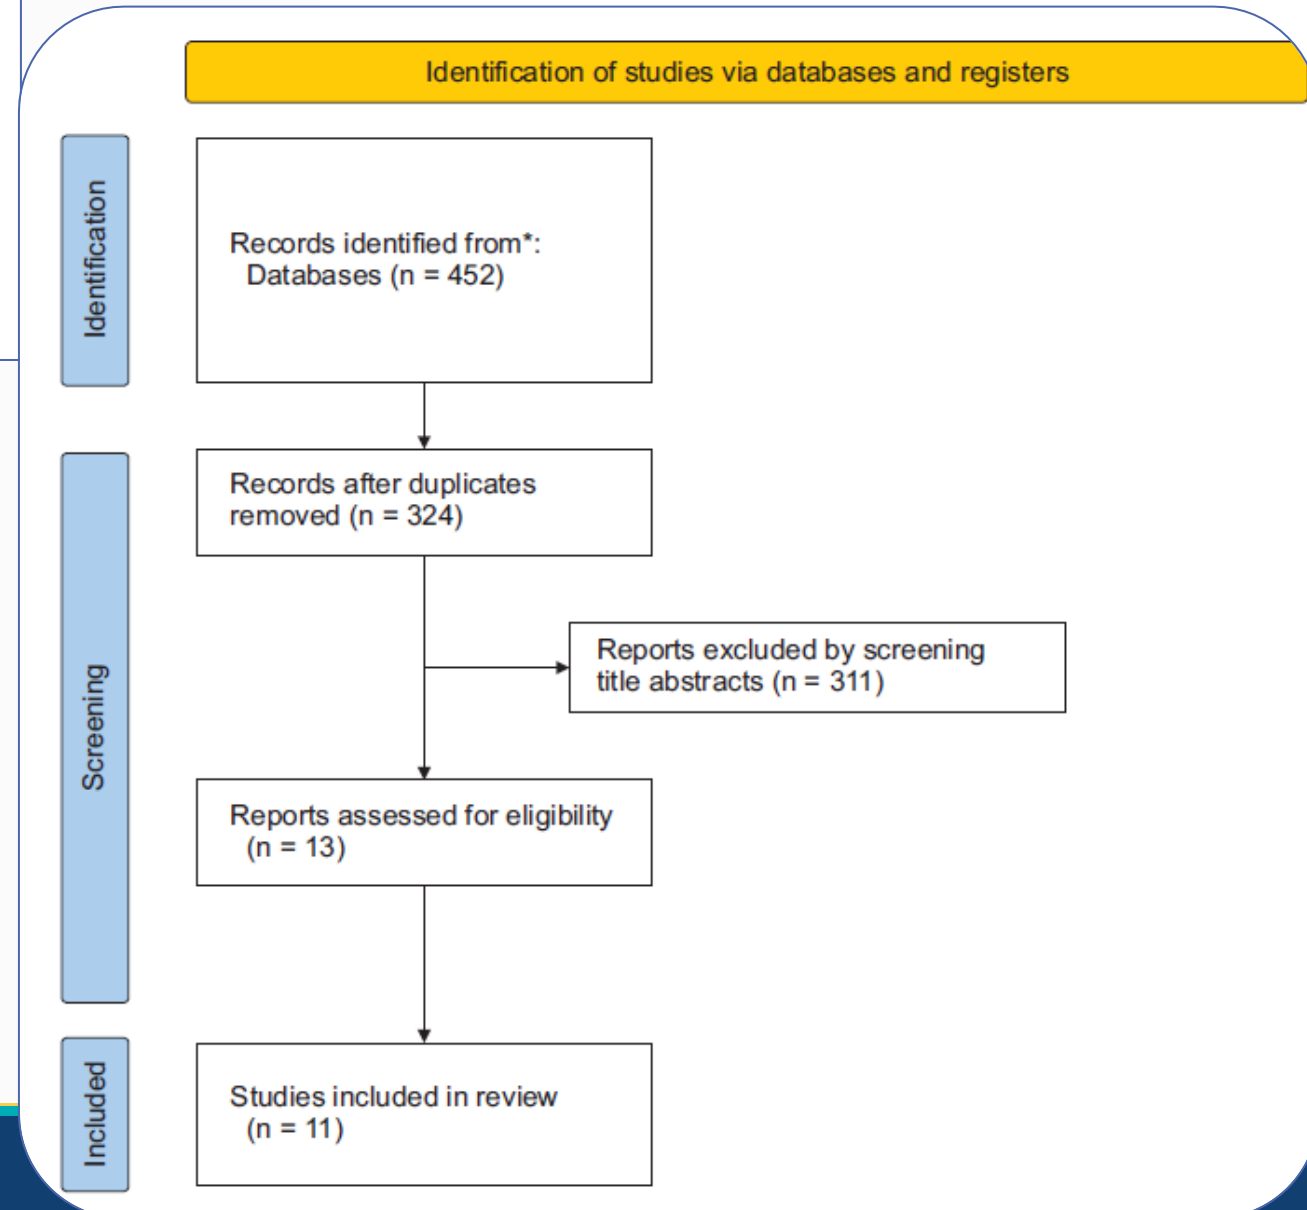 Identification of studies via databases and registers
Identification
Records identified from*:
Databases (n = 452)
Screening
Records after duplicates
removed (n = 324)
Reports excluded by screening
title abstracts (n = 311)
Reports assessed for eligibility
(n = 13)
Included
Studies included in review
(n = 11)